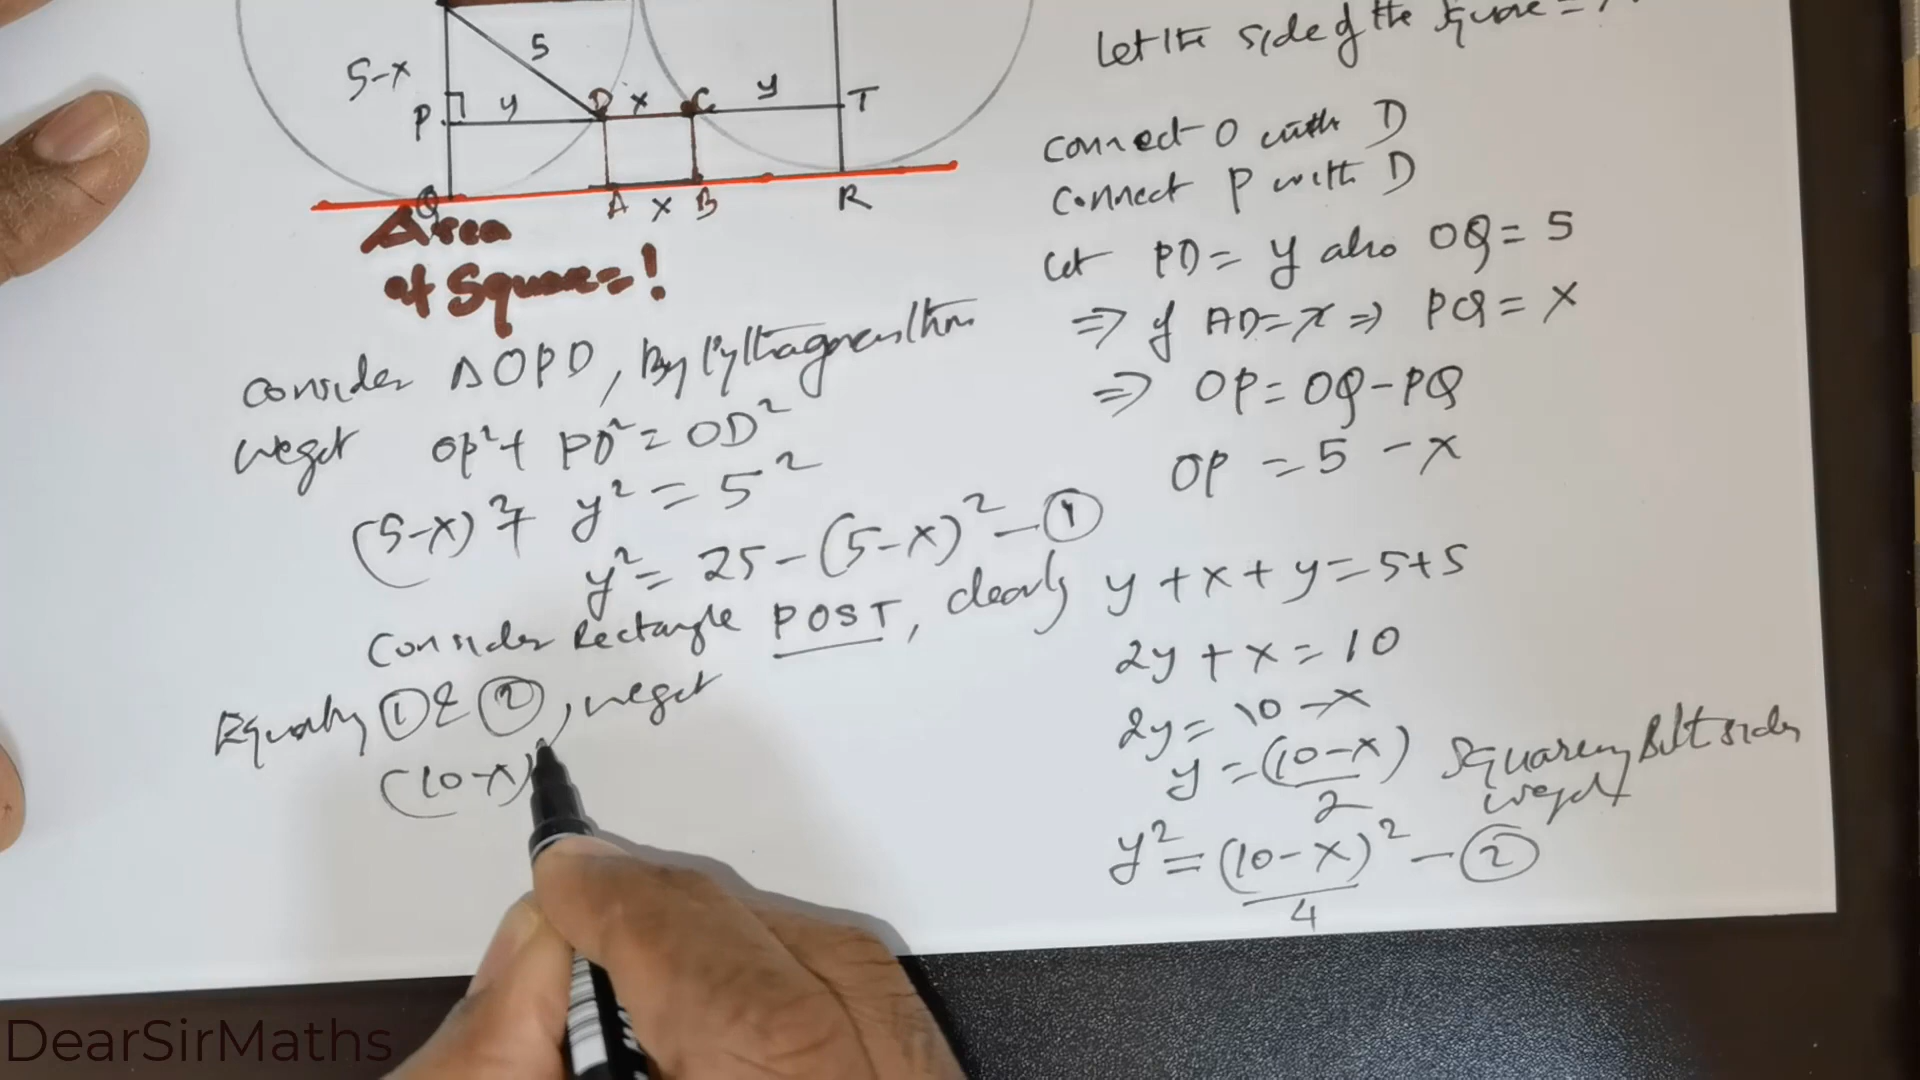 Let the side of the square =
5-x
5
P
y
D
x
C
y
T
Q
A
x
B
R
Area
of Square!
connect O with D
connect P with D
Let PD = y also OQ = 5
⇒ if AD = x ⇒ PQ = x
⇒ OP = OQ - PQ
OP = 5 - x
Consider ΔOPD, By Pythagoras thm
we get OP² + PD² = OD²
(5-x)² + y² = 5²
y² = 25 - (5-x)² - ①
Consider Rectangle POST, clearly y + x + y = 5+5
2y + x = 10
2y = 10 - x
y = (10-x)/2 Squaring Both sides
we get
y² = (10-x)²/4 - ②
Equating ① & ②, we get
(10-x)
DearSirMaths